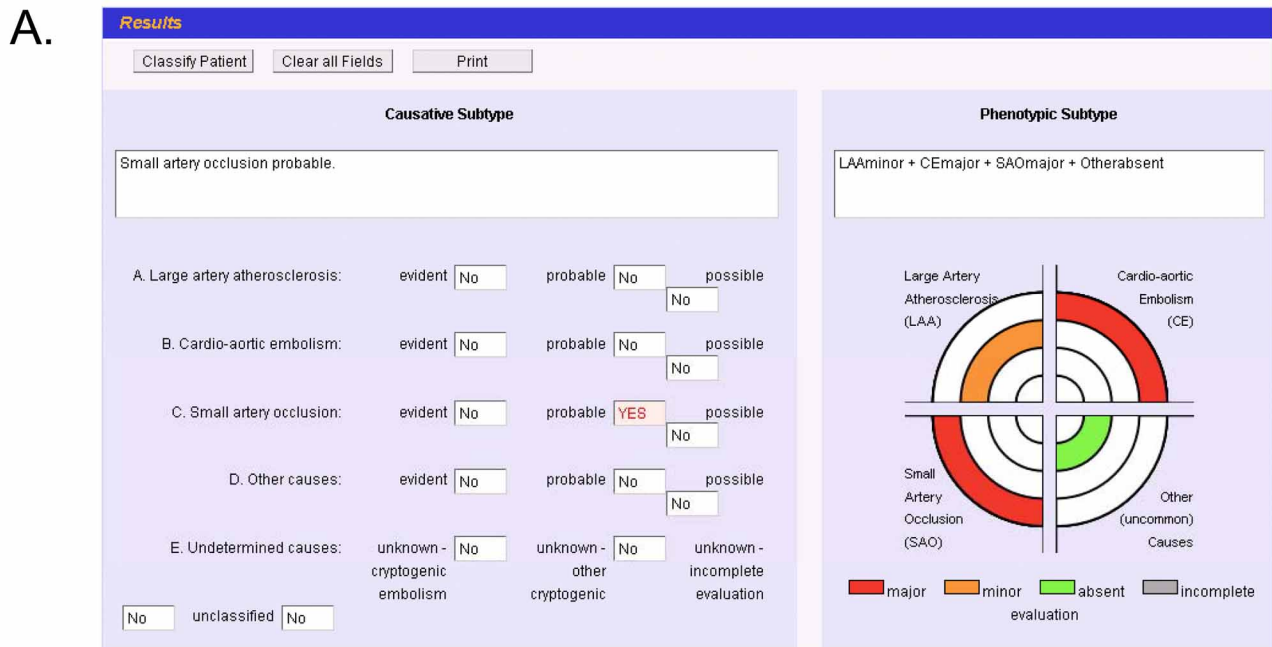 A.
Results
Classify Patient Clear all Fields Print
Causative Subtype
Small artery occlusion probable.
A. Large artery atherosclerosis: evident No probable No possible
No
B. Cardio-aortic embolism: evident No probable No possible
No
C. Small artery occlusion: evident No probable YES possible
No
D. Other causes: evident No probable No possible
No
E. Undetermined causes: unknown - No unknown - No unknown -
cryptogenic other incomplete
embolism cryptogenic evaluation
No unclassified No
Phenotypic Subtype
LAAminor + CEmajor + SAOmajor + Otherabsent
Large Artery
Atherosclerosis
(LAA)
Cardio-aortic
Embolism
(CE)
Small
Artery
Occlusion
(SAO)
Other
(uncommon)
Causes
major minor absent incomplete
evaluation